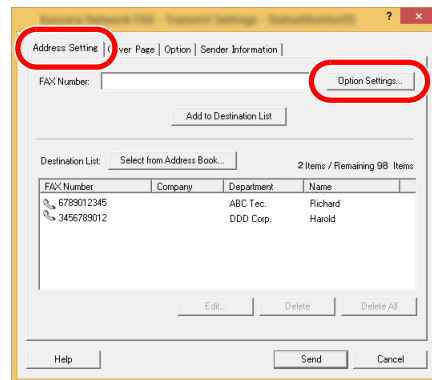 ?
Address Setting Cover Page Option Sender Information
FAX Number: Option Settings...
Add to Destination List
Destination List: Select from Address Book... 2 Items / Remaining 98 Items
FAX Number Company Department Name
6789012345 ABC Tec. Richard
3456789012 DDD Corp. Harold
Edit... Delete Delete All
Help Send Cancel